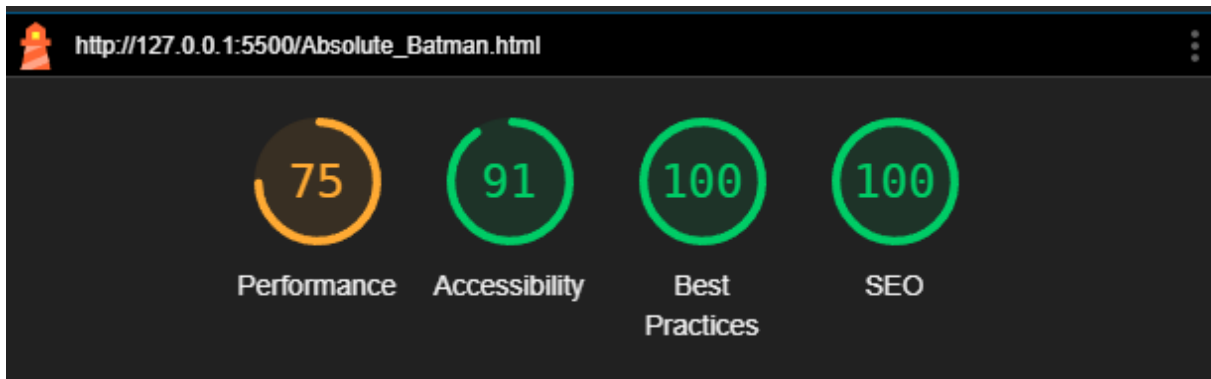 http://127.0.0.1:5500/Absolute_Batman.html
75 91 100 100
Performance Accessibility Best SEO
Practices